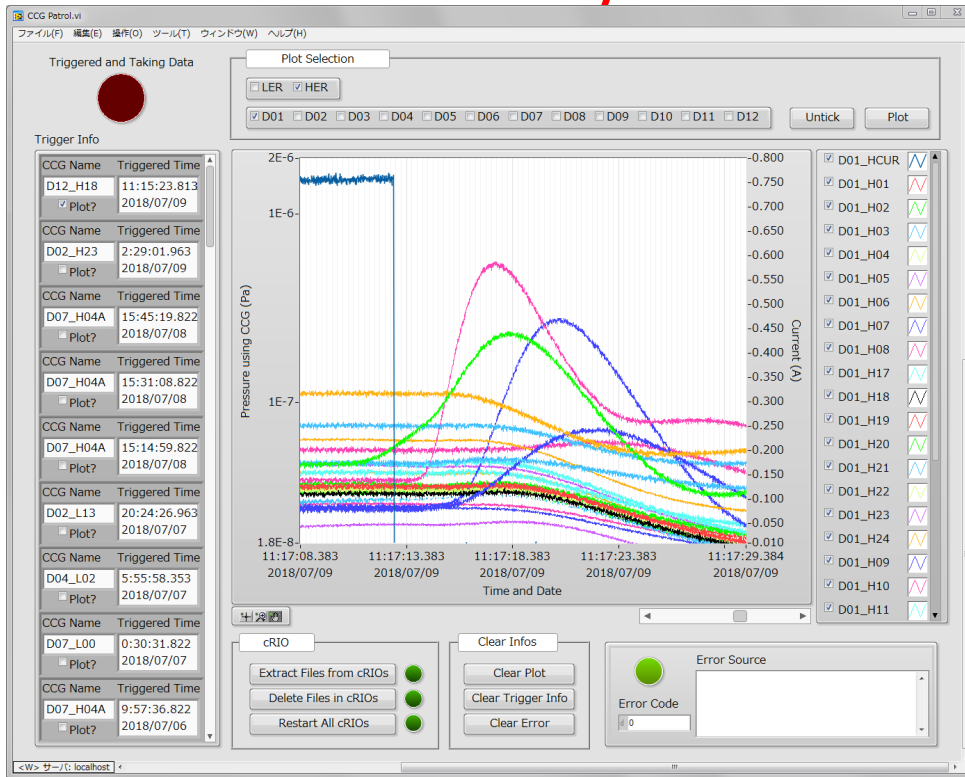 CCG Patrol.vi
ファイル(F) 編集(E) 操作(O) ツール(T) ウィンドウ(W) ヘルプ(H)
Triggered and Taking Data
Trigger Info
CCG Name Triggered Time
D12_H18 11:15:23.813
Plot? 2018/07/09
CCG Name Triggered Time
D02_H23 2:29:01.963
Plot? 2018/07/09
CCG Name Triggered Time
D07_H04A 15:45:19.822
Plot? 2018/07/08
CCG Name Triggered Time
D07_H04A 15:31:08.822
Plot? 2018/07/08
CCG Name Triggered Time
D07_H04A 15:14:59.822
Plot? 2018/07/08
CCG Name Triggered Time
D02_L13 20:24:26.963
Plot? 2018/07/07
CCG Name Triggered Time
D04_L02 5:55:58.353
Plot? 2018/07/07
CCG Name Triggered Time
D07_L00 0:30:31.822
Plot? 2018/07/07
CCG Name Triggered Time
D07_H04A 9:57:36.822
Plot? 2018/07/06
Plot Selection
LER HER
D01 D02 D03 D04 D05 D06 D07 D08 D09 D10 D11 D12 Untick Plot
Pressure using CCG (Pa)
2E-6
1E-6
1E-7
1.8E-8
0.800
0.750
0.700
0.650
0.600
0.550
0.500
0.450
0.400
0.350
0.300
0.250
0.200
0.150
0.100
0.050
0.010
Current (A)
11:17:08.383 11:17:13.383 11:17:18.383 11:17:23.383 11:17:29.384
2018/07/09 2018/07/09 2018/07/09 2018/07/09 2018/07/09
Time and Date
D01_HCUR
D01_H01
D01_H02
D01_H03
D01_H04
D01_H05
D01_H06
D01_H07
D01_H08
D01_H17
D01_H18
D01_H19
D01_H20
D01_H21
D01_H22
D01_H23
D01_H24
D01_H09
D01_H10
D01_H11
cRIO
Extract Files from cRIOs
Delete Files in cRIOs
Restart All cRIOs
Clear Infos
Clear Plot
Clear Trigger Info
Clear Error
Error Source
Error Code
0
<W> サーバ: localhost